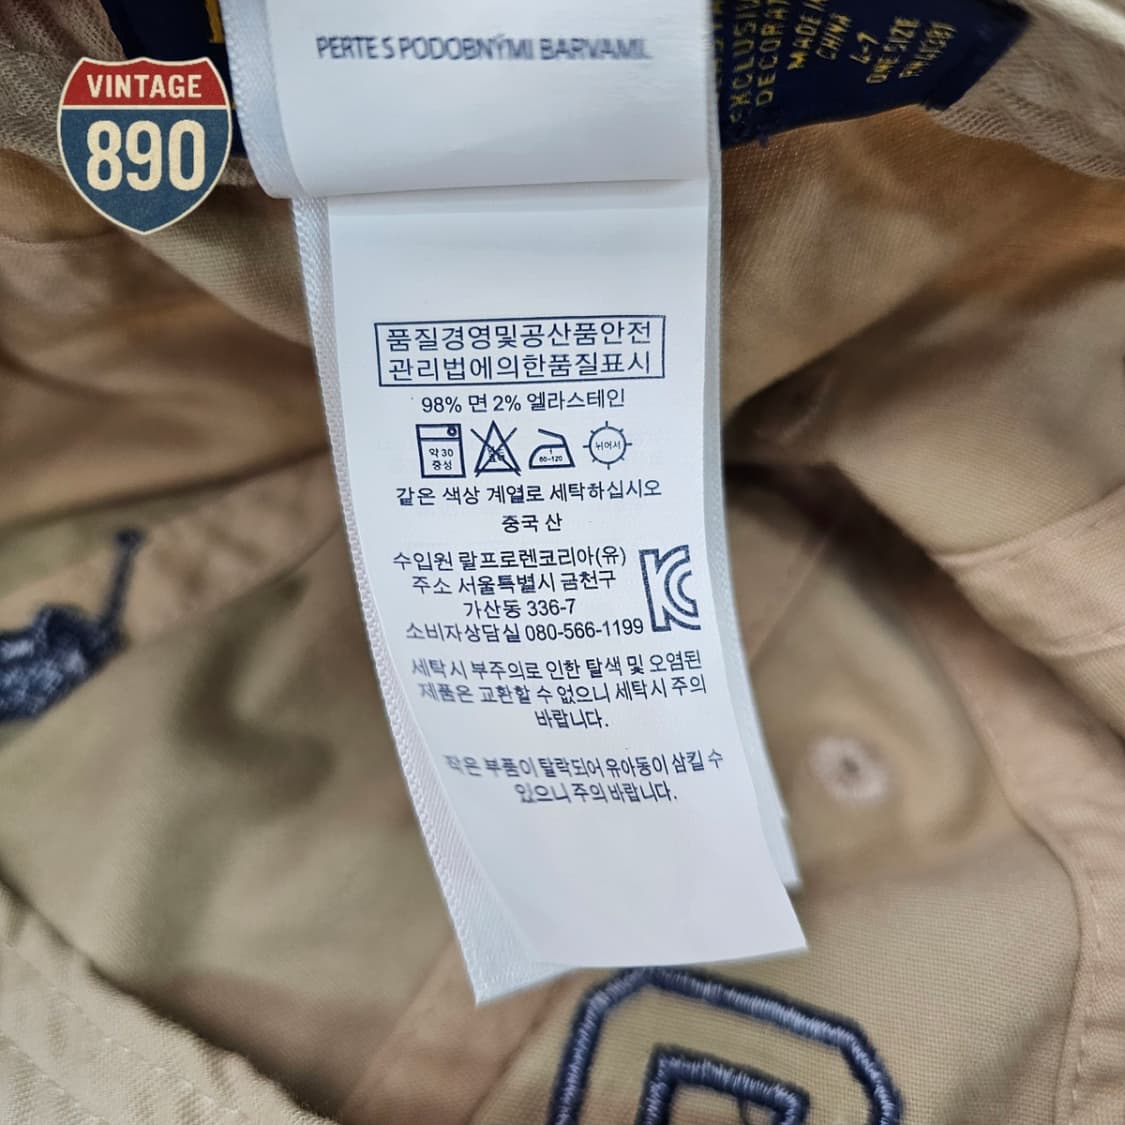 VINTAGE
890
PERTE S PODOBNÝMI BARVAMI.
EXCLUSIVE
MADE IN
CHINA
4-7
ONE SIZE
품질경영및공산품안전
관리법에의한품질표시
98% 면 2% 엘라스테인
약 30
중성
80-120
뉘어서
같은 색상 계열로 세탁하십시오
중국 산
수입원 랄프로렌코리아(유)
주소 서울특별시 금천구
가산동 336-7
소비자상담실 080-566-1199
세탁시 부주의로 인한 탈색 및 오염된
제품은 교환할 수 없으니 세탁시 주의
바랍니다.
작은 부품이 탈락되어 유아동이 삼킬 수
있으니 주의 바랍니다.